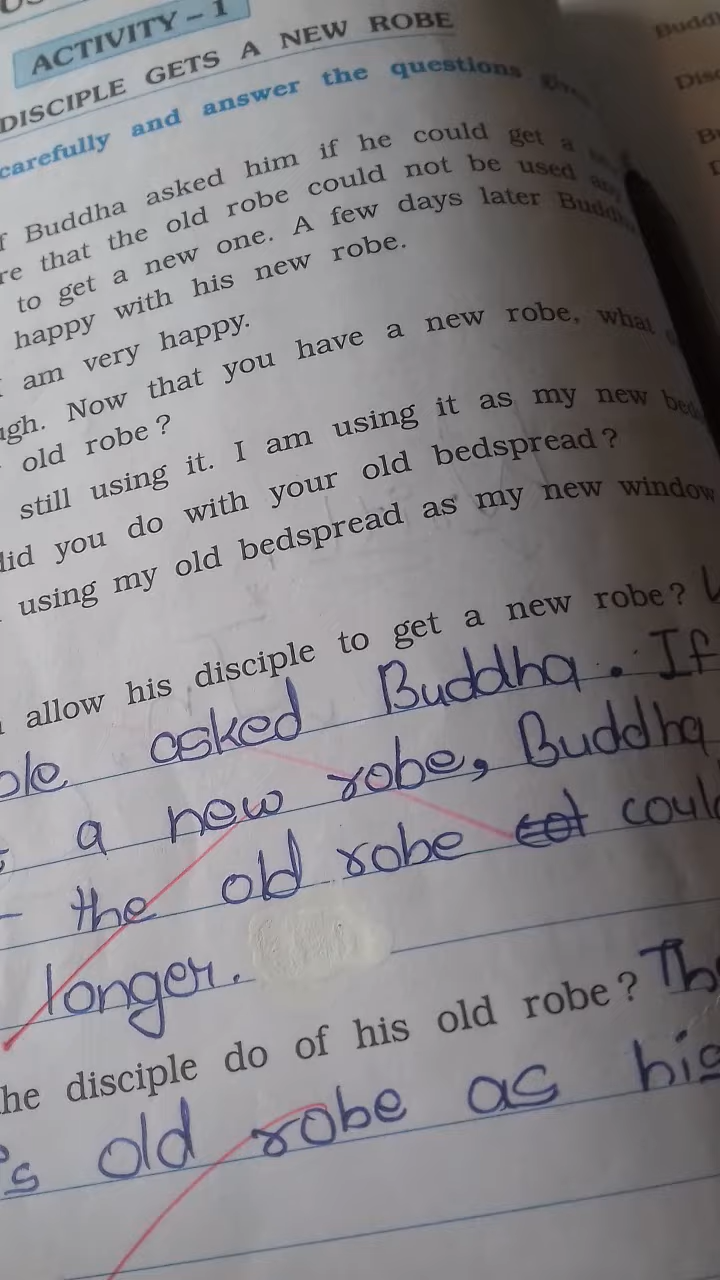 ACTIVITY – 1
DISCIPLE GETS A NEW ROBE
carefully and answer the questions
Buddha asked him if he could get a
that the old robe could not be used
to get a new one. A few days later Buddha
happy with his new robe.
am very happy.
Now that you have a new robe, what
old robe ?
still using it. I am using it as my new
you do with your old bedspread ?
using my old bedspread as my new window
allow his disciple to get a new robe ?
asked Buddha. If
a new robe, Buddha
the old robe could
longer.
disciple do of his old robe ?
old robe as his